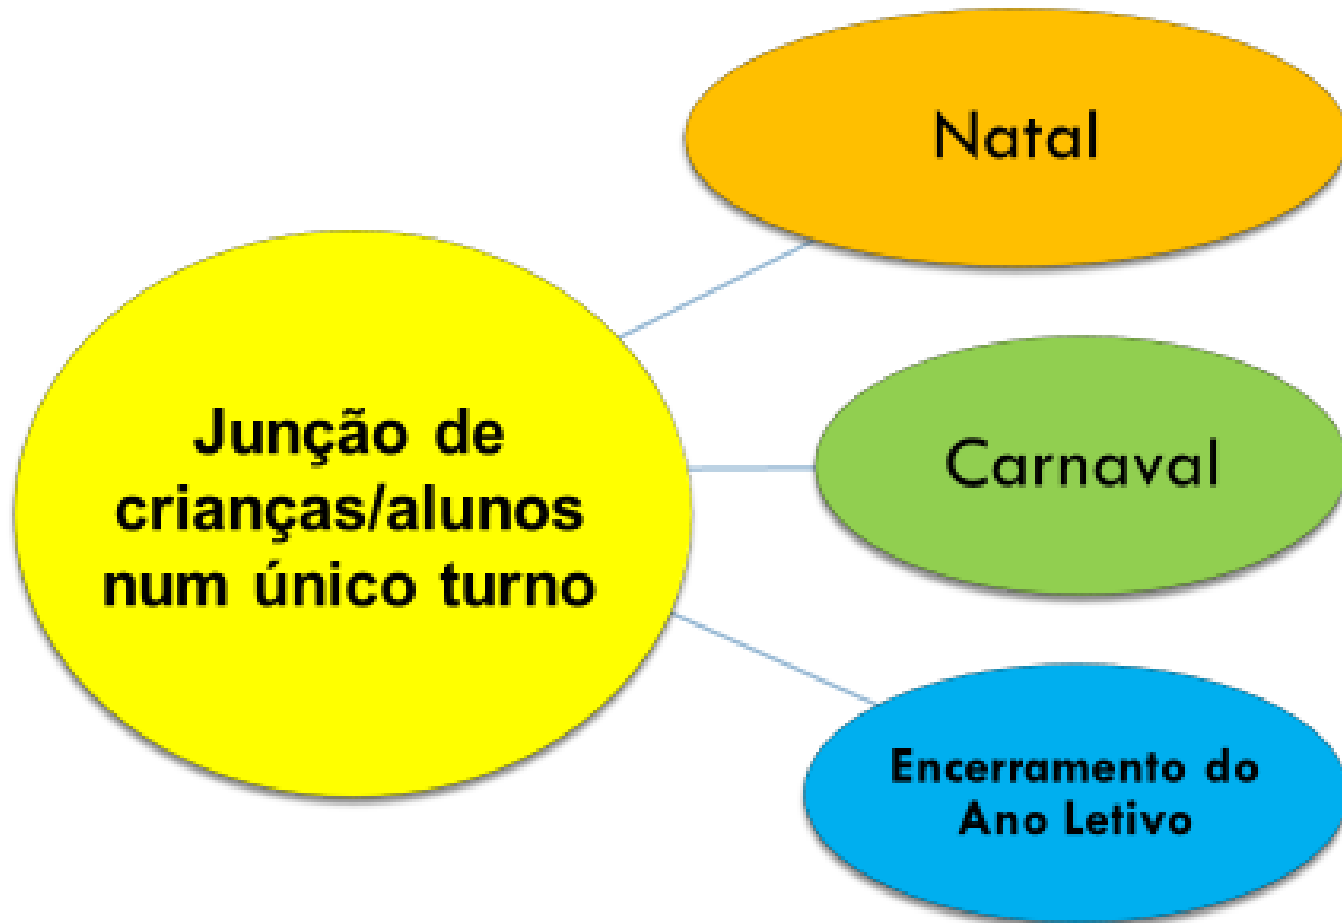 Natal
Junção de
crianças/alunos
num único turno
Carnaval
Encerramento do
Ano Letivo